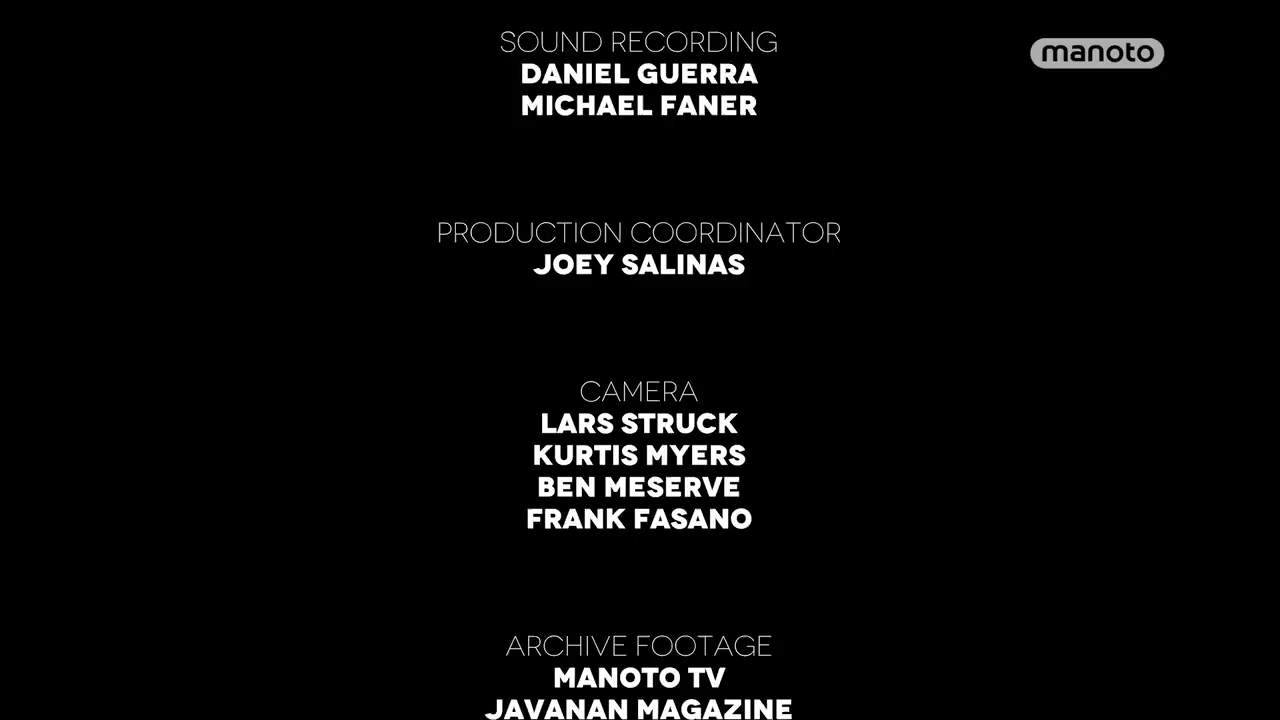 SOUND RECORDING
manoto
DANIEL GUERRA
MICHAEL FANER
PRODUCTION COORDINATOR
JOEY SALINAS
CAMERA
LARS STRUCK
KURTIS MYERS
BEN MESERVE
FRANK FASANO
ARCHIVE FOOTAGE
MANOTO TV
JAVANAN MAGAZINE